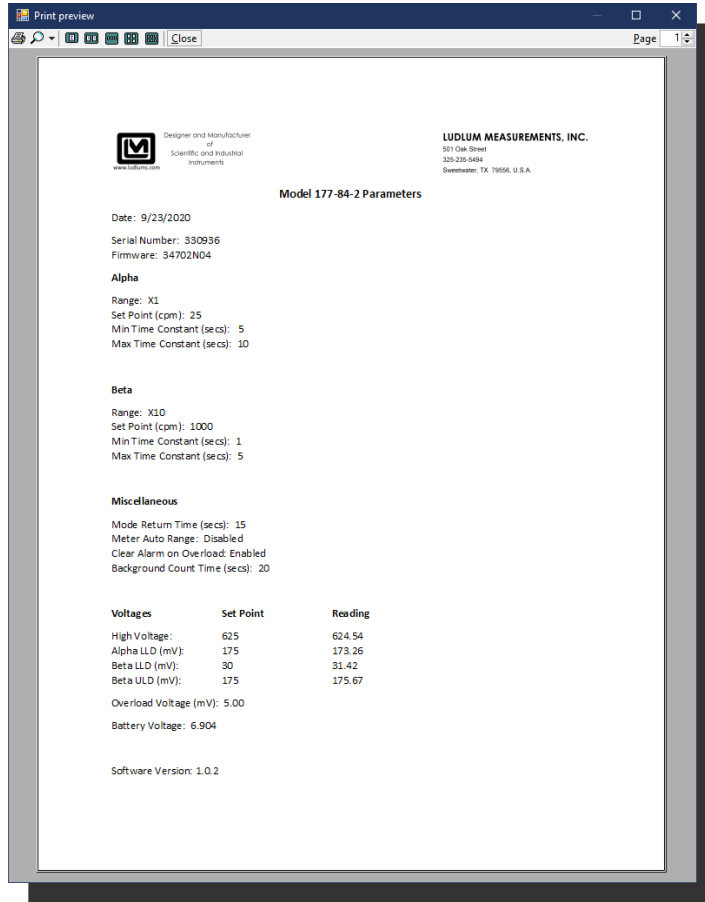 Print preview
Close
Page 1
Designer and Manufacturer
of
Scientific and Industrial
Instruments
LM
www.ludlums.com
LUDLUM MEASUREMENTS, INC.
501 Oak Street
325-235-5494
Sweetwater, TX 79556, U.S.A.
Model 177-84-2 Parameters
Date: 9/23/2020
Serial Number: 330936
Firmware: 34702N04
Alpha
Range: X1
Set Point (cpm): 25
Min Time Constant (secs): 5
Max Time Constant (secs): 10
Beta
Range: X10
Set Point (cpm): 1000
Min Time Constant (secs): 1
Max Time Constant (secs): 5
Miscellaneous
Mode Return Time (secs): 15
Meter Auto Range: Disabled
Clear Alarm on Overload: Enabled
Background Count Time (secs): 20
Voltages Set Point Reading
High Voltage: 625 624.54
Alpha LLD (mV): 175 173.26
Beta LLD (mV): 30 31.42
Beta ULD (mV): 175 175.67
Overload Voltage (mV): 5.00
Battery Voltage: 6.904
Software Version: 1.0.2